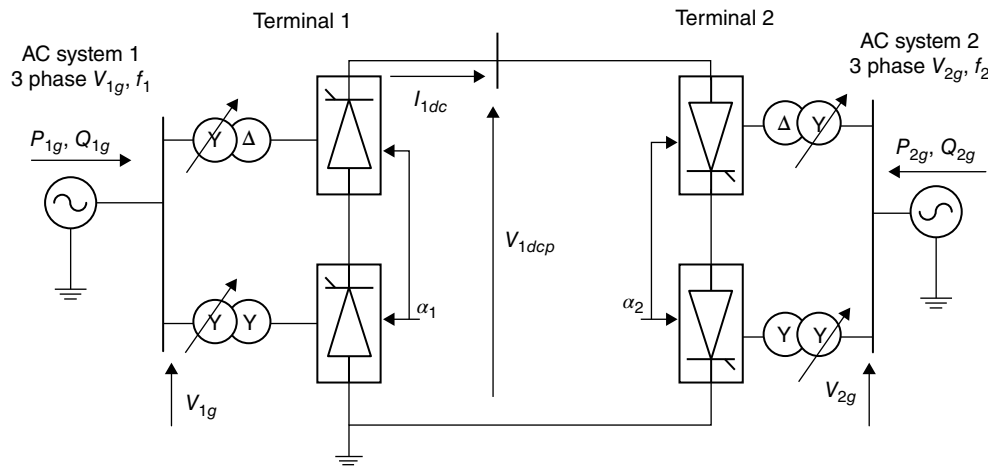 Terminal 1
Terminal 2
AC system 1
3 phase V1g, f1
AC system 2
3 phase V2g, f2
I1dc
P1g, Q1g
Y Δ
Δ Y
P2g, Q2g
V1dcp
α1
α2
Y Y
Y Y
V1g
V2g